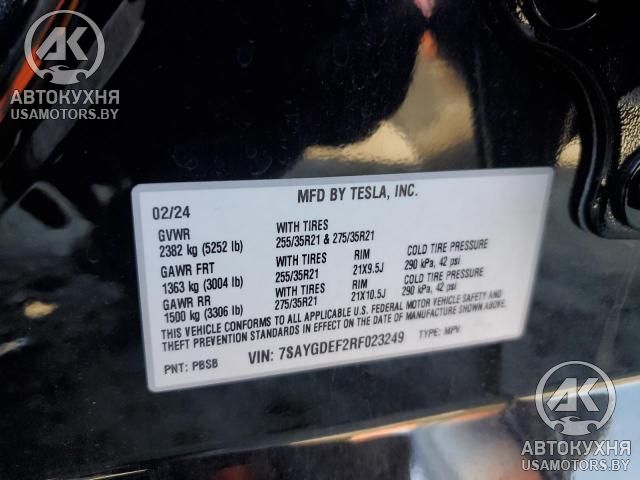 АК
АВТОКУХНЯ
USAMOTORS.BY
MFD BY TESLA, INC.
02/24
GVWR WITH TIRES
2382 kg (5252 lb) 255/35R21 & 275/35R21
GAWR FRT WITH TIRES RIM COLD TIRE PRESSURE
1363 kg (3004 lb) 255/35R21 21X9.5J 290 kPa, 42 psi
GAWR RR WITH TIRES RIM COLD TIRE PRESSURE
1500 kg (3306 lb) 275/35R21 21X10.5J 290 kPa, 42 psi
THIS VEHICLE CONFORMS TO ALL APPLICABLE U.S. FEDERAL MOTOR VEHICLE SAFETY AND
THEFT PREVENTION STANDARDS IN EFFECT ON THE DATE OF MANUFACTURE SHOWN ABOVE.
PNT: PBSB VIN: 7SAYGDEF2RF023249 TYPE: MPV
АК
АВТОКУХНЯ
USAMOTORS.BY